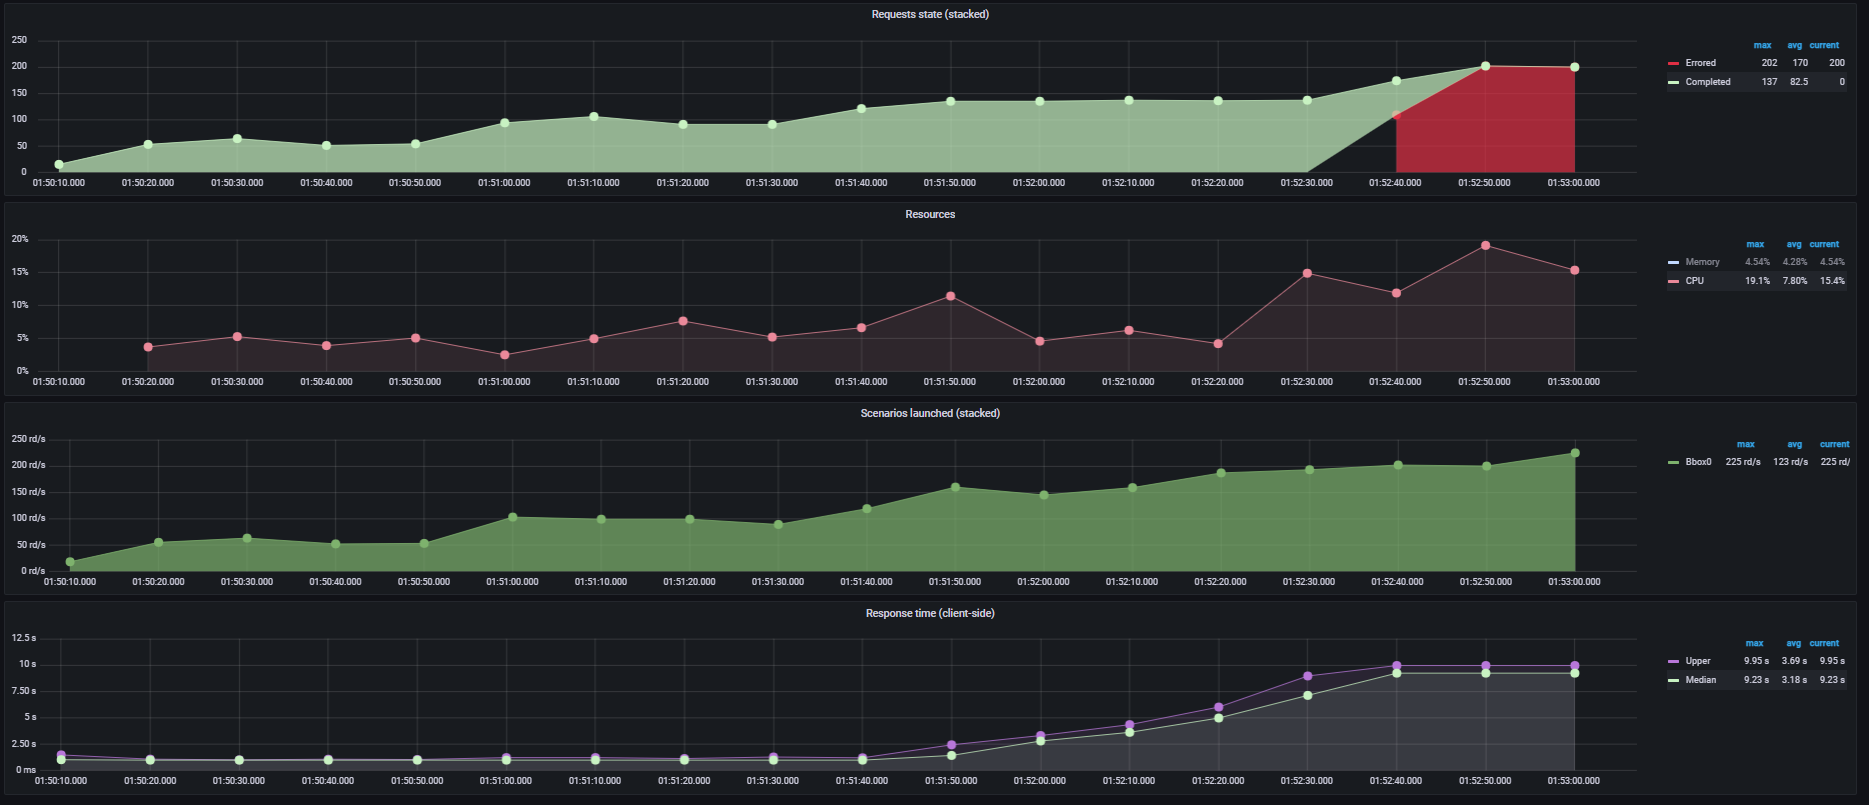 Requests state (stacked)
250
200
150
100
50
0
01:50:10.000 01:50:20.000 01:50:30.000 01:50:40.000 01:50:50.000 01:51:00.000 01:51:10.000 01:51:20.000 01:51:30.000 01:51:40.000 01:51:50.000 01:52:00.000 01:52:10.000 01:52:20.000 01:52:30.000 01:52:40.000 01:52:50.000 01:53:00.000
max avg current
Errored 202 170 200
Completed 137 82.5 0
Resources
20%
15%
10%
5%
0%
01:50:10.000 01:50:20.000 01:50:30.000 01:50:40.000 01:50:50.000 01:51:00.000 01:51:10.000 01:51:20.000 01:51:30.000 01:51:40.000 01:51:50.000 01:52:00.000 01:52:10.000 01:52:20.000 01:52:30.000 01:52:40.000 01:52:50.000 01:53:00.000
max avg current
Memory 4.54% 4.28% 4.54%
CPU 19.1% 7.80% 15.4%
Scenarios launched (stacked)
250 rd/s
200 rd/s
150 rd/s
100 rd/s
50 rd/s
0 rd/s
01:50:10.000 01:50:20.000 01:50:30.000 01:50:40.000 01:50:50.000 01:51:00.000 01:51:10.000 01:51:20.000 01:51:30.000 01:51:40.000 01:51:50.000 01:52:00.000 01:52:10.000 01:52:20.000 01:52:30.000 01:52:40.000 01:52:50.000 01:53:00.000
max avg current
Bbox0 225 rd/s 123 rd/s 225 rd/
Response time (client-side)
12.5 s
10 s
7.50 s
5 s
2.50 s
0 ms
01:50:10.000 01:50:20.000 01:50:30.000 01:50:40.000 01:50:50.000 01:51:00.000 01:51:10.000 01:51:20.000 01:51:30.000 01:51:40.000 01:51:50.000 01:52:00.000 01:52:10.000 01:52:20.000 01:52:30.000 01:52:40.000 01:52:50.000 01:53:00.000
max avg current
Upper 9.95 s 3.69 s 9.95 s
Median 9.23 s 3.18 s 9.23 s